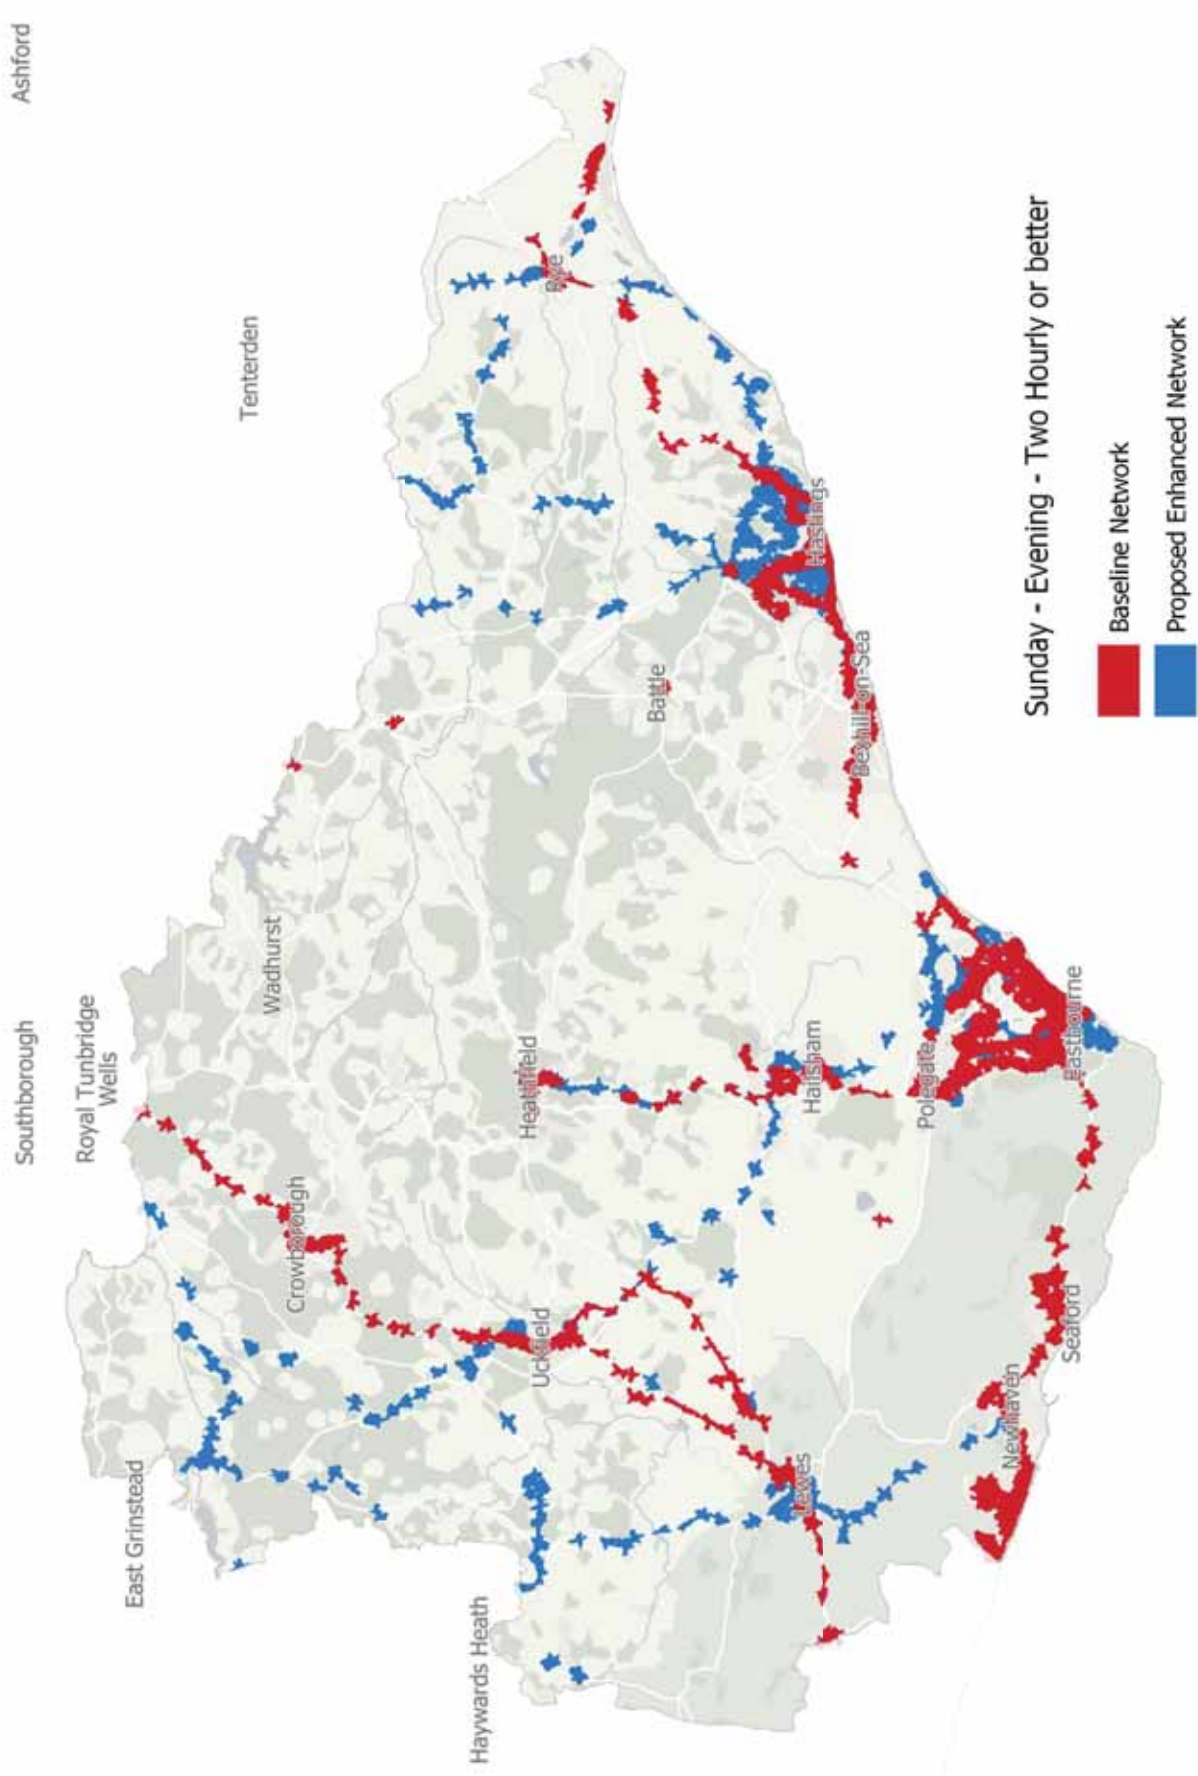 Ashford
Tenterden
Southborough
Royal Tunbridge
Wells
Wadhurst
Crowborough
East Grinstead
Haywards Heath
Rye
Battle
Hastings
Bexhill-on-Sea
Heathfield
Hailsham
Polegate
Eastbourne
Uckfield
Lewes
Newhaven
Seaford
Sunday - Evening - Two Hourly or better
Baseline Network
Proposed Enhanced Network